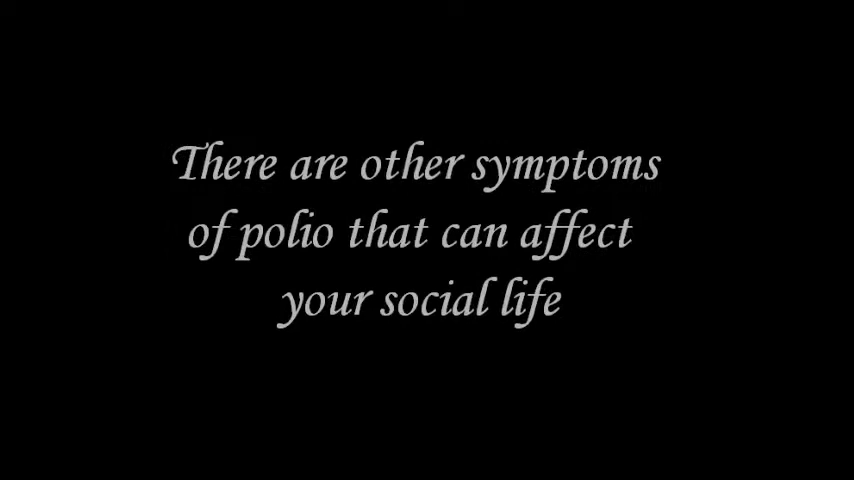 There are other symptoms
of polio that can affect
your social life